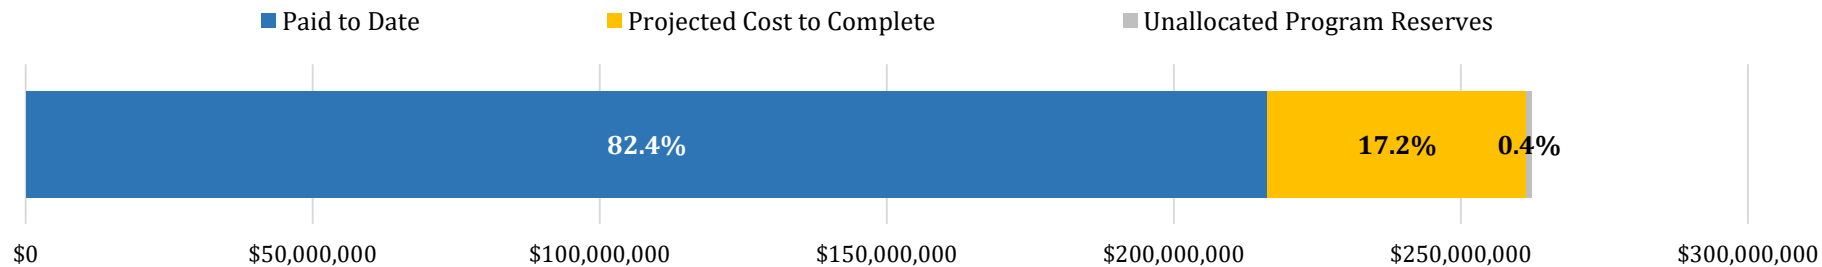 Paid to Date Projected Cost to Complete Unallocated Program Reserves
82.4% 17.2% 0.4%
$0 $50,000,000 $100,000,000 $150,000,000 $200,000,000 $250,000,000 $300,000,000